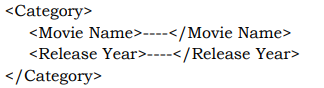 <Category>
<Movie Name>----</Movie Name>
<Release Year>----</Release Year>
</Category>